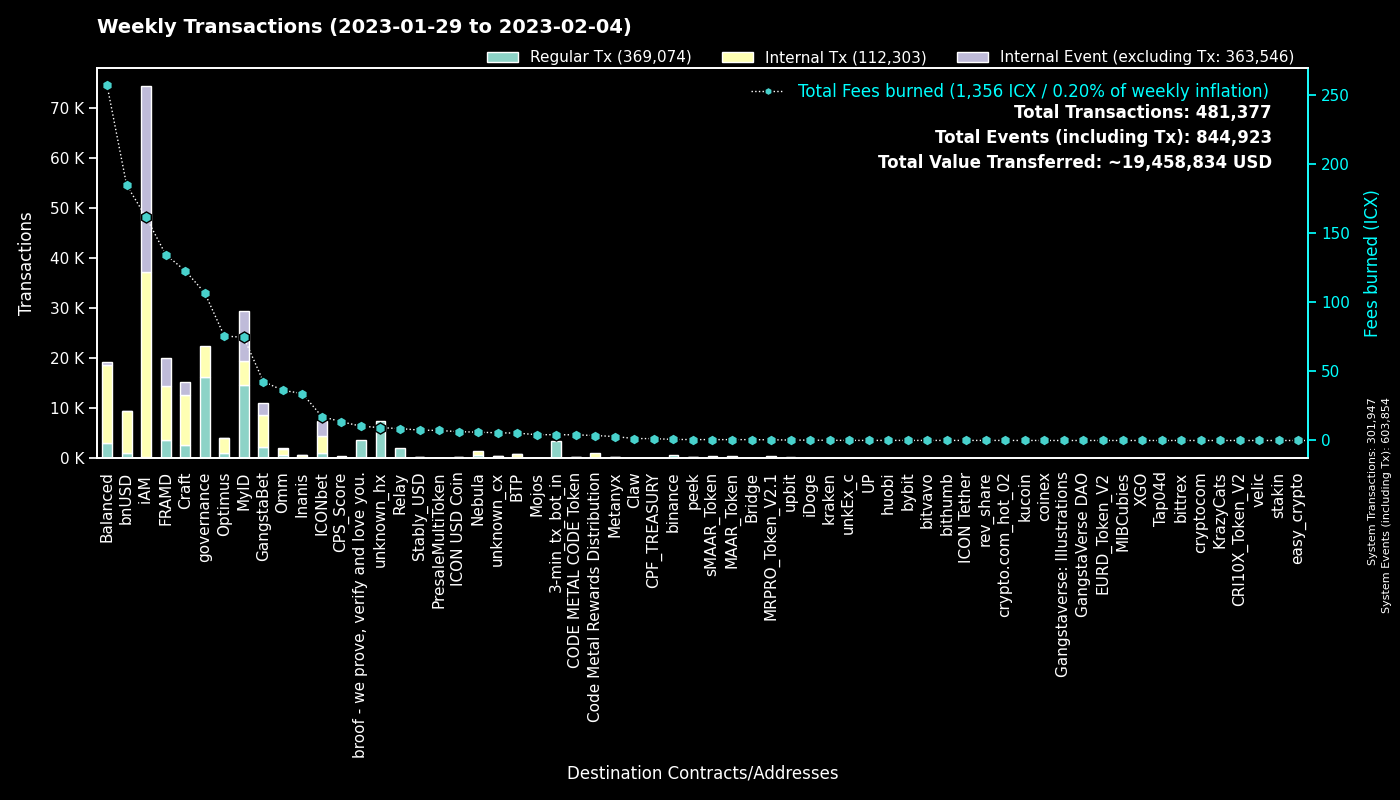 Weekly Transactions (2023-01-29 to 2023-02-04)
Regular Tx (369,074)
Internal Tx (112,303)
Internal Event (excluding Tx: 363,546)
Total Fees burned (1,356 ICX / 0.20% of weekly inflation)
Total Transactions: 481,377
Total Events (including Tx): 844,923
Total Value Transferred: ~19,458,834 USD
Transactions
70 K
60 K
50 K
40 K
30 K
20 K
10 K
0 K
250
200
150
100
50
0
Fees burned (ICX)
System Transactions: 301,947
System Events (including Tx): 603,854
Balanced
bnUSD
iAM
FRAMD
Craft
governance
Optimus
MyID
GangstaBet
Omm
Inanis
ICONbet
CPS_Score
broof - we prove, verify and love you.
unknown_hx
Relay
Stably_USD
PresaleMultiToken
ICON USD Coin
Nebula
unknown_cx
BTP
Mojos
3-min_tx_bot_in
CODE METAL CODE Token
Code Metal Rewards Distribution
Metanyx
Claw
CPF_TREASURY
binance
peek
sMAAR_Token
MAAR_Token
Bridge
MRPRO_Token_V2.1
upbit
iDoge
kraken
unkEx_c
UP
huobi
bybit
bitvavo
bithumb
ICON Tether
rev_share
crypto.com_hot_02
kucoin
coinex
Gangstaverse: Illustrations
GangstaVerse DAO
EURD_Token_V2
MIBCubies
XGO
Tap04d
bittrex
cryptocom
KrazyCats
CRI10X_Token_V2
velic
stakin
easy_crypto
Destination Contracts/Addresses